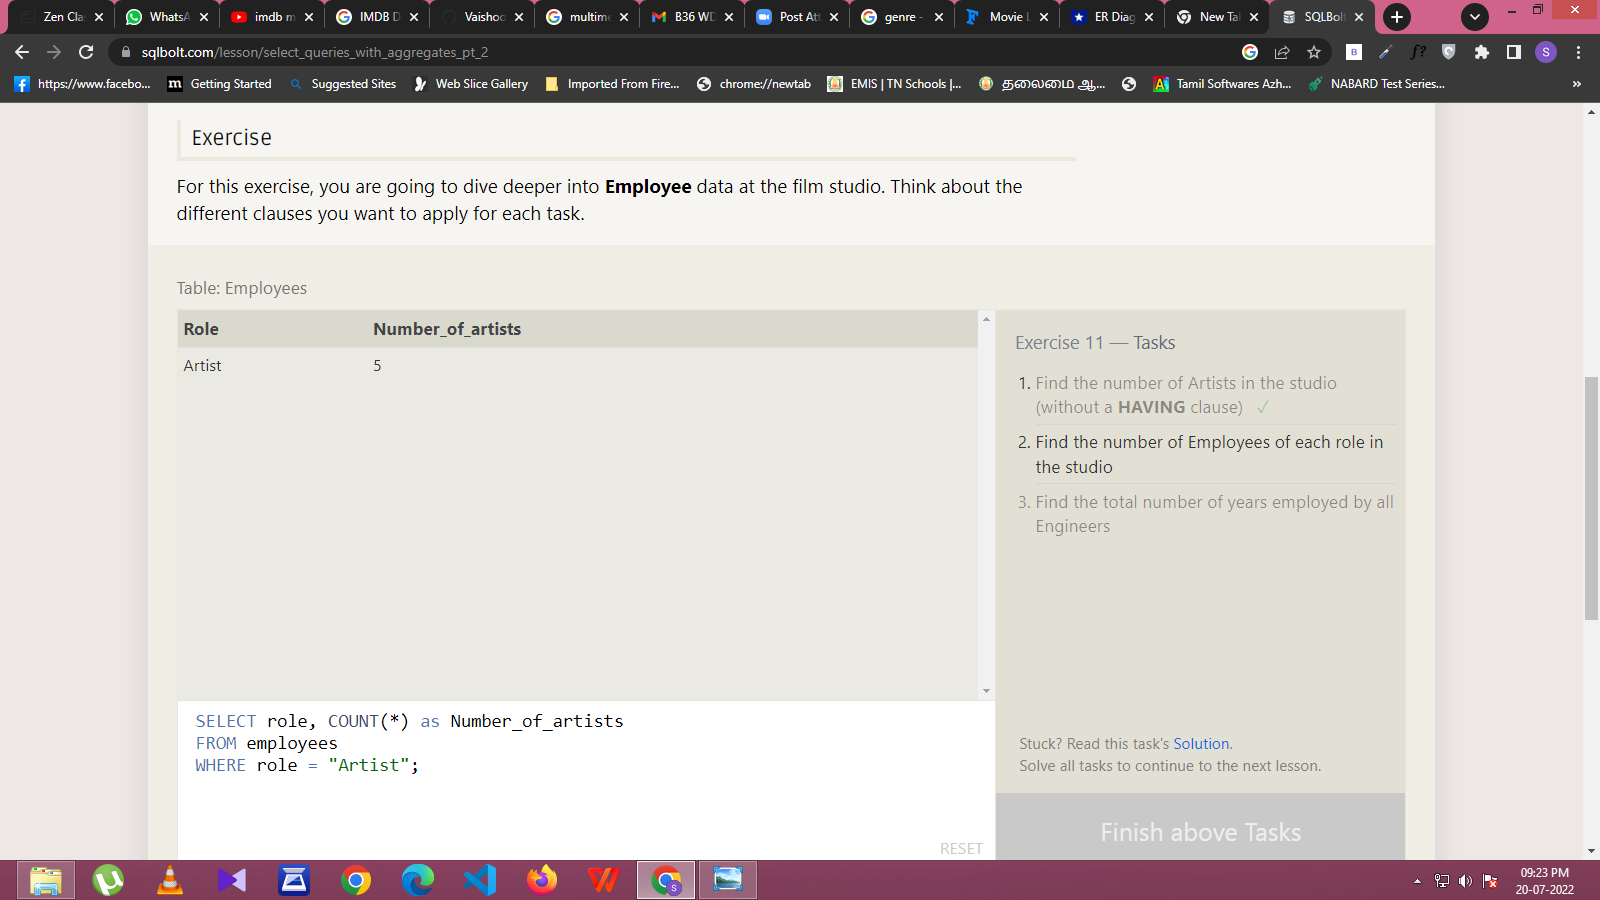 Zen Cla
WhatsA
imdb m
IMDB D
Vaishoo
multime
B36 WD
Post Att
genre -
Movie L
ER Diag
New Tab
SQLBolt
sqlbolt.com/lesson/select_queries_with_aggregates_pt_2
https://www.facebo...
Getting Started
Suggested Sites
Web Slice Gallery
Imported From Fire...
chrome://newtab
EMIS | TN Schools |...
தலைமை ஆ...
Tamil Softwares Azh...
NABARD Test Series...
»
Exercise
For this exercise, you are going to dive deeper into Employee data at the film studio. Think about the
different clauses you want to apply for each task.
Table: Employees
Role Number_of_artists
Artist 5
Exercise 11 — Tasks
1. Find the number of Artists in the studio
(without a HAVING clause) ✓
2. Find the number of Employees of each role in
the studio
3. Find the total number of years employed by all
Engineers
SELECT role, COUNT(*) as Number_of_artists
FROM employees
WHERE role = "Artist";
RESET
Stuck? Read this task's Solution.
Solve all tasks to continue to the next lesson.
Finish above Tasks
09:23 PM
20-07-2022